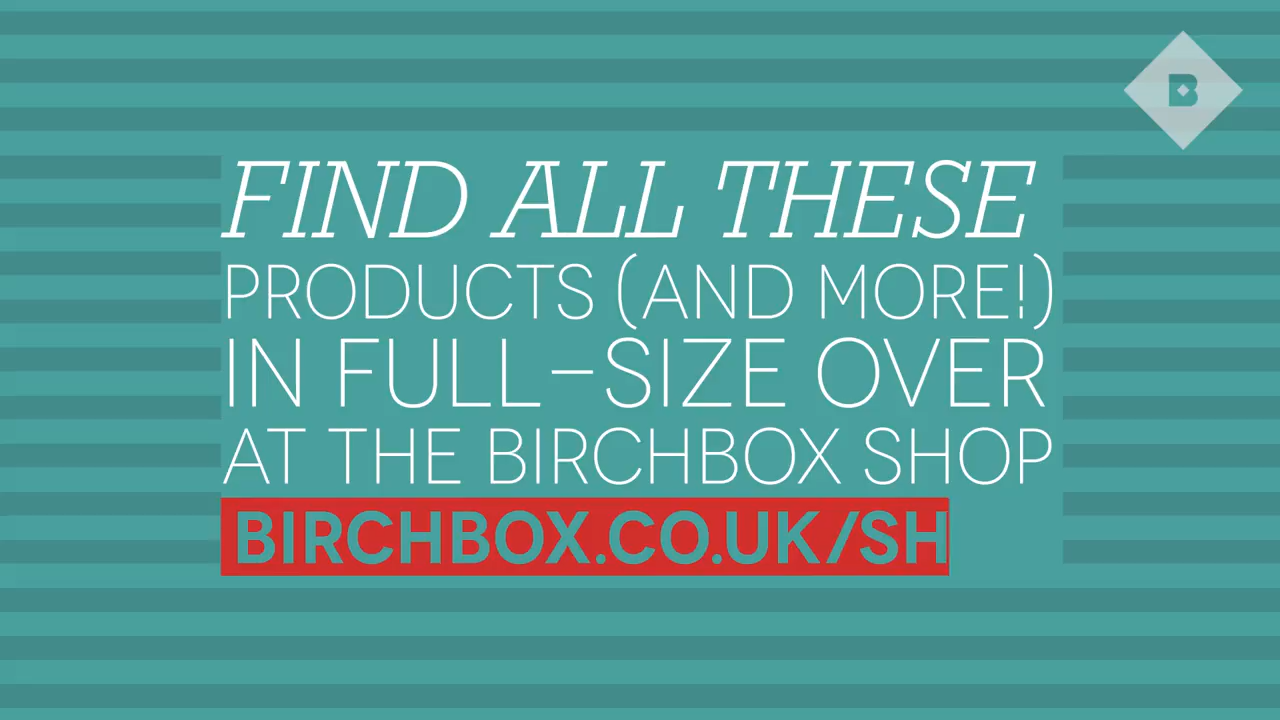 B
FIND ALL THESE
PRODUCTS (AND MORE!)
IN FULL-SIZE OVER
AT THE BIRCHBOX SHOP
BIRCHBOX.CO.UK/SH